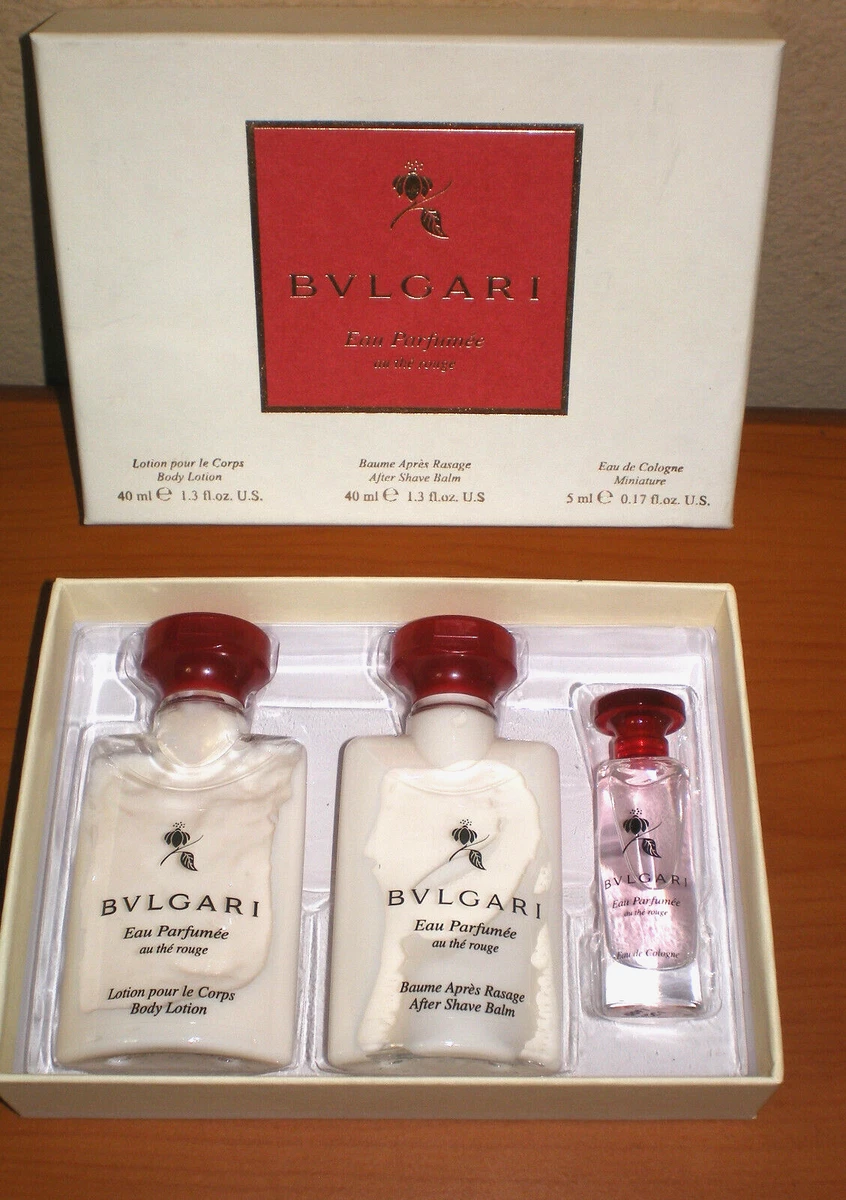 BVLGARI
Eau Parfumée
au thé rouge
Lotion pour le Corps
Body Lotion
40 ml ℮ 1.3 fl.oz. U.S.
Baume Après Rasage
After Shave Balm
40 ml ℮ 1.3 fl.oz. U.S
Eau de Cologne
Miniature
5 ml ℮ 0.17 fl.oz. U.S.
BVLGARI
Eau Parfumée
au thé rouge
Lotion pour le Corps
Body Lotion
BVLGARI
Eau Parfumée
au thé rouge
Baume Après Rasage
After Shave Balm
BVLGARI
Eau Parfumée
au thé rouge
Eau de Cologne